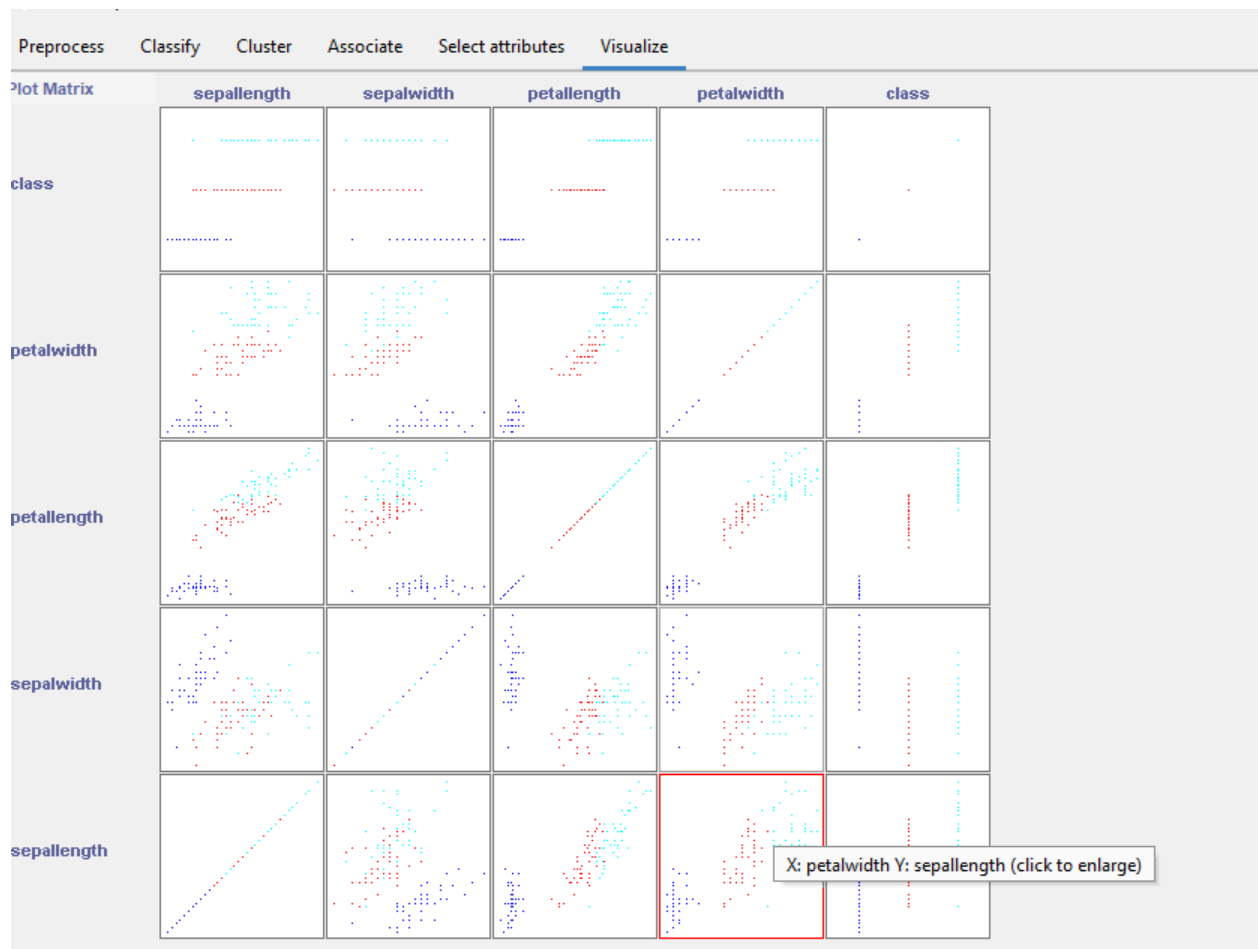 Preprocess Classify Cluster Associate Select attributes Visualize
Plot Matrix sepallength sepalwidth petallength petalwidth class
class
petalwidth
petallength
sepalwidth
sepallength
X: petalwidth Y: sepallength (click to enlarge)